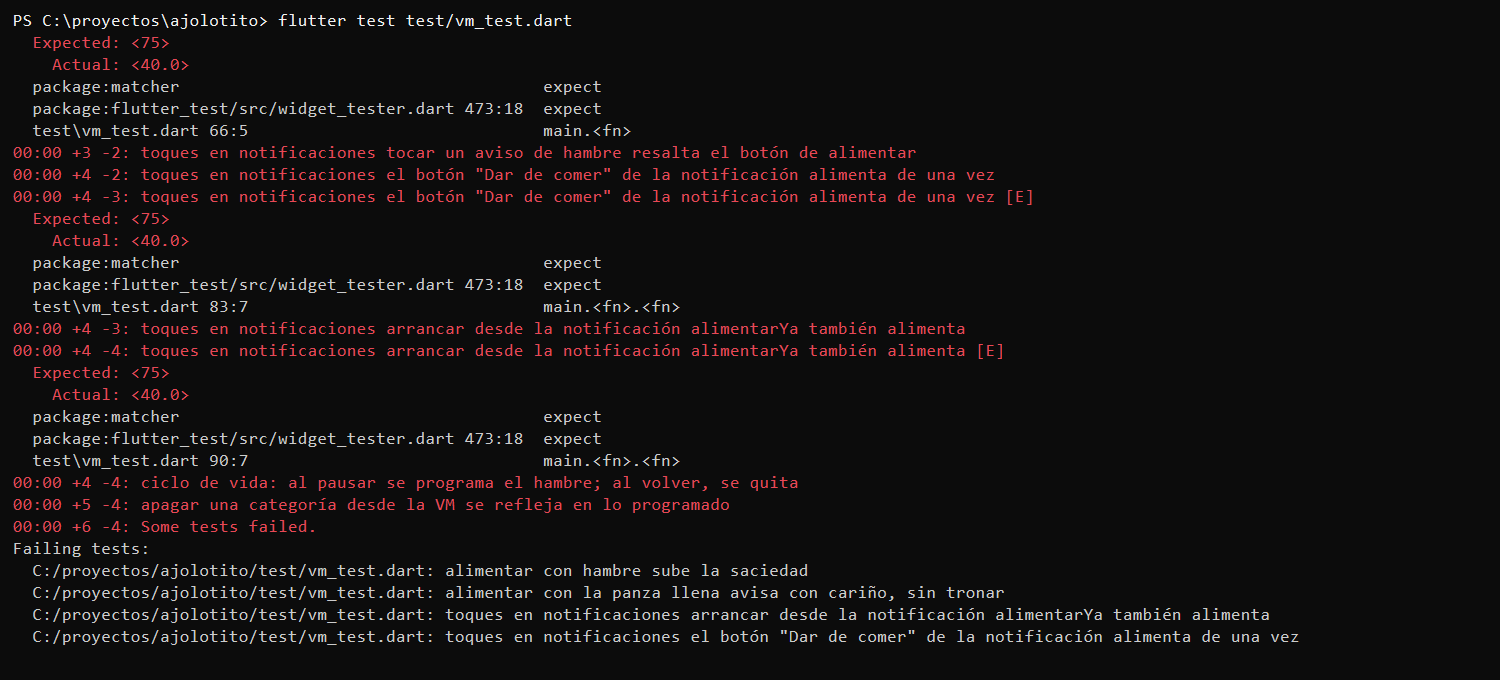 PS C:\proyectos\ajolotito> flutter test test/vm_test.dart
Expected: <75>
Actual: <40.0>
package:matcher expect
package:flutter_test/src/widget_tester.dart 473:18 expect
test\vm_test.dart 66:5 main.<fn>
00:00 +3 -2: toques en notificaciones tocar un aviso de hambre resalta el botón de alimentar
00:00 +4 -2: toques en notificaciones el botón "Dar de comer" de la notificación alimenta de una vez
00:00 +4 -3: toques en notificaciones el botón "Dar de comer" de la notificación alimenta de una vez [E]
Expected: <75>
Actual: <40.0>
package:matcher expect
package:flutter_test/src/widget_tester.dart 473:18 expect
test\vm_test.dart 83:7 main.<fn>.<fn>
00:00 +4 -3: toques en notificaciones arrancar desde la notificación alimentarYa también alimenta
00:00 +4 -4: toques en notificaciones arrancar desde la notificación alimentarYa también alimenta [E]
Expected: <75>
Actual: <40.0>
package:matcher expect
package:flutter_test/src/widget_tester.dart 473:18 expect
test\vm_test.dart 90:7 main.<fn>.<fn>
00:00 +4 -4: ciclo de vida: al pausar se programa el hambre; al volver, se quita
00:00 +5 -4: apagar una categoría desde la VM se refleja en lo programado
00:00 +6 -4: Some tests failed.
Failing tests:
C:/proyectos/ajolotito/test/vm_test.dart: alimentar con hambre sube la saciedad
C:/proyectos/ajolotito/test/vm_test.dart: alimentar con la panza llena avisa con cariño, sin tronar
C:/proyectos/ajolotito/test/vm_test.dart: toques en notificaciones arrancar desde la notificación alimentarYa también alimenta
C:/proyectos/ajolotito/test/vm_test.dart: toques en notificaciones el botón "Dar de comer" de la notificación alimenta de una vez